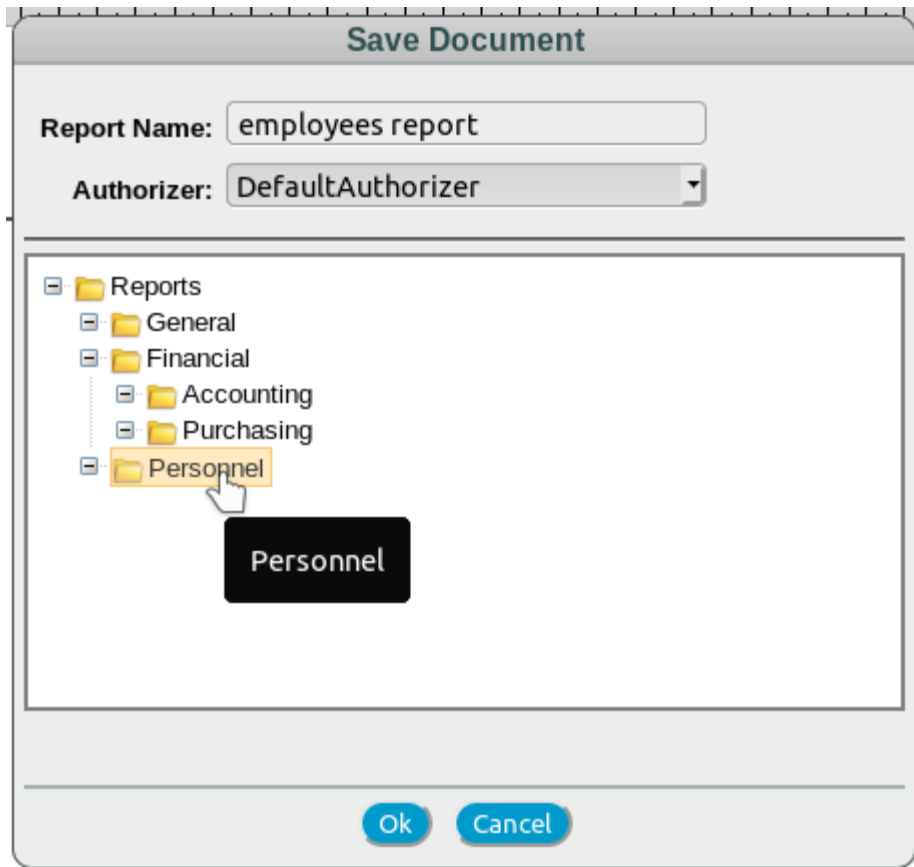 Save Document
Report Name: employees report
Authorizer: DefaultAuthorizer
Reports
General
Financial
Accounting
Purchasing
Personnel
Personnel
Ok Cancel